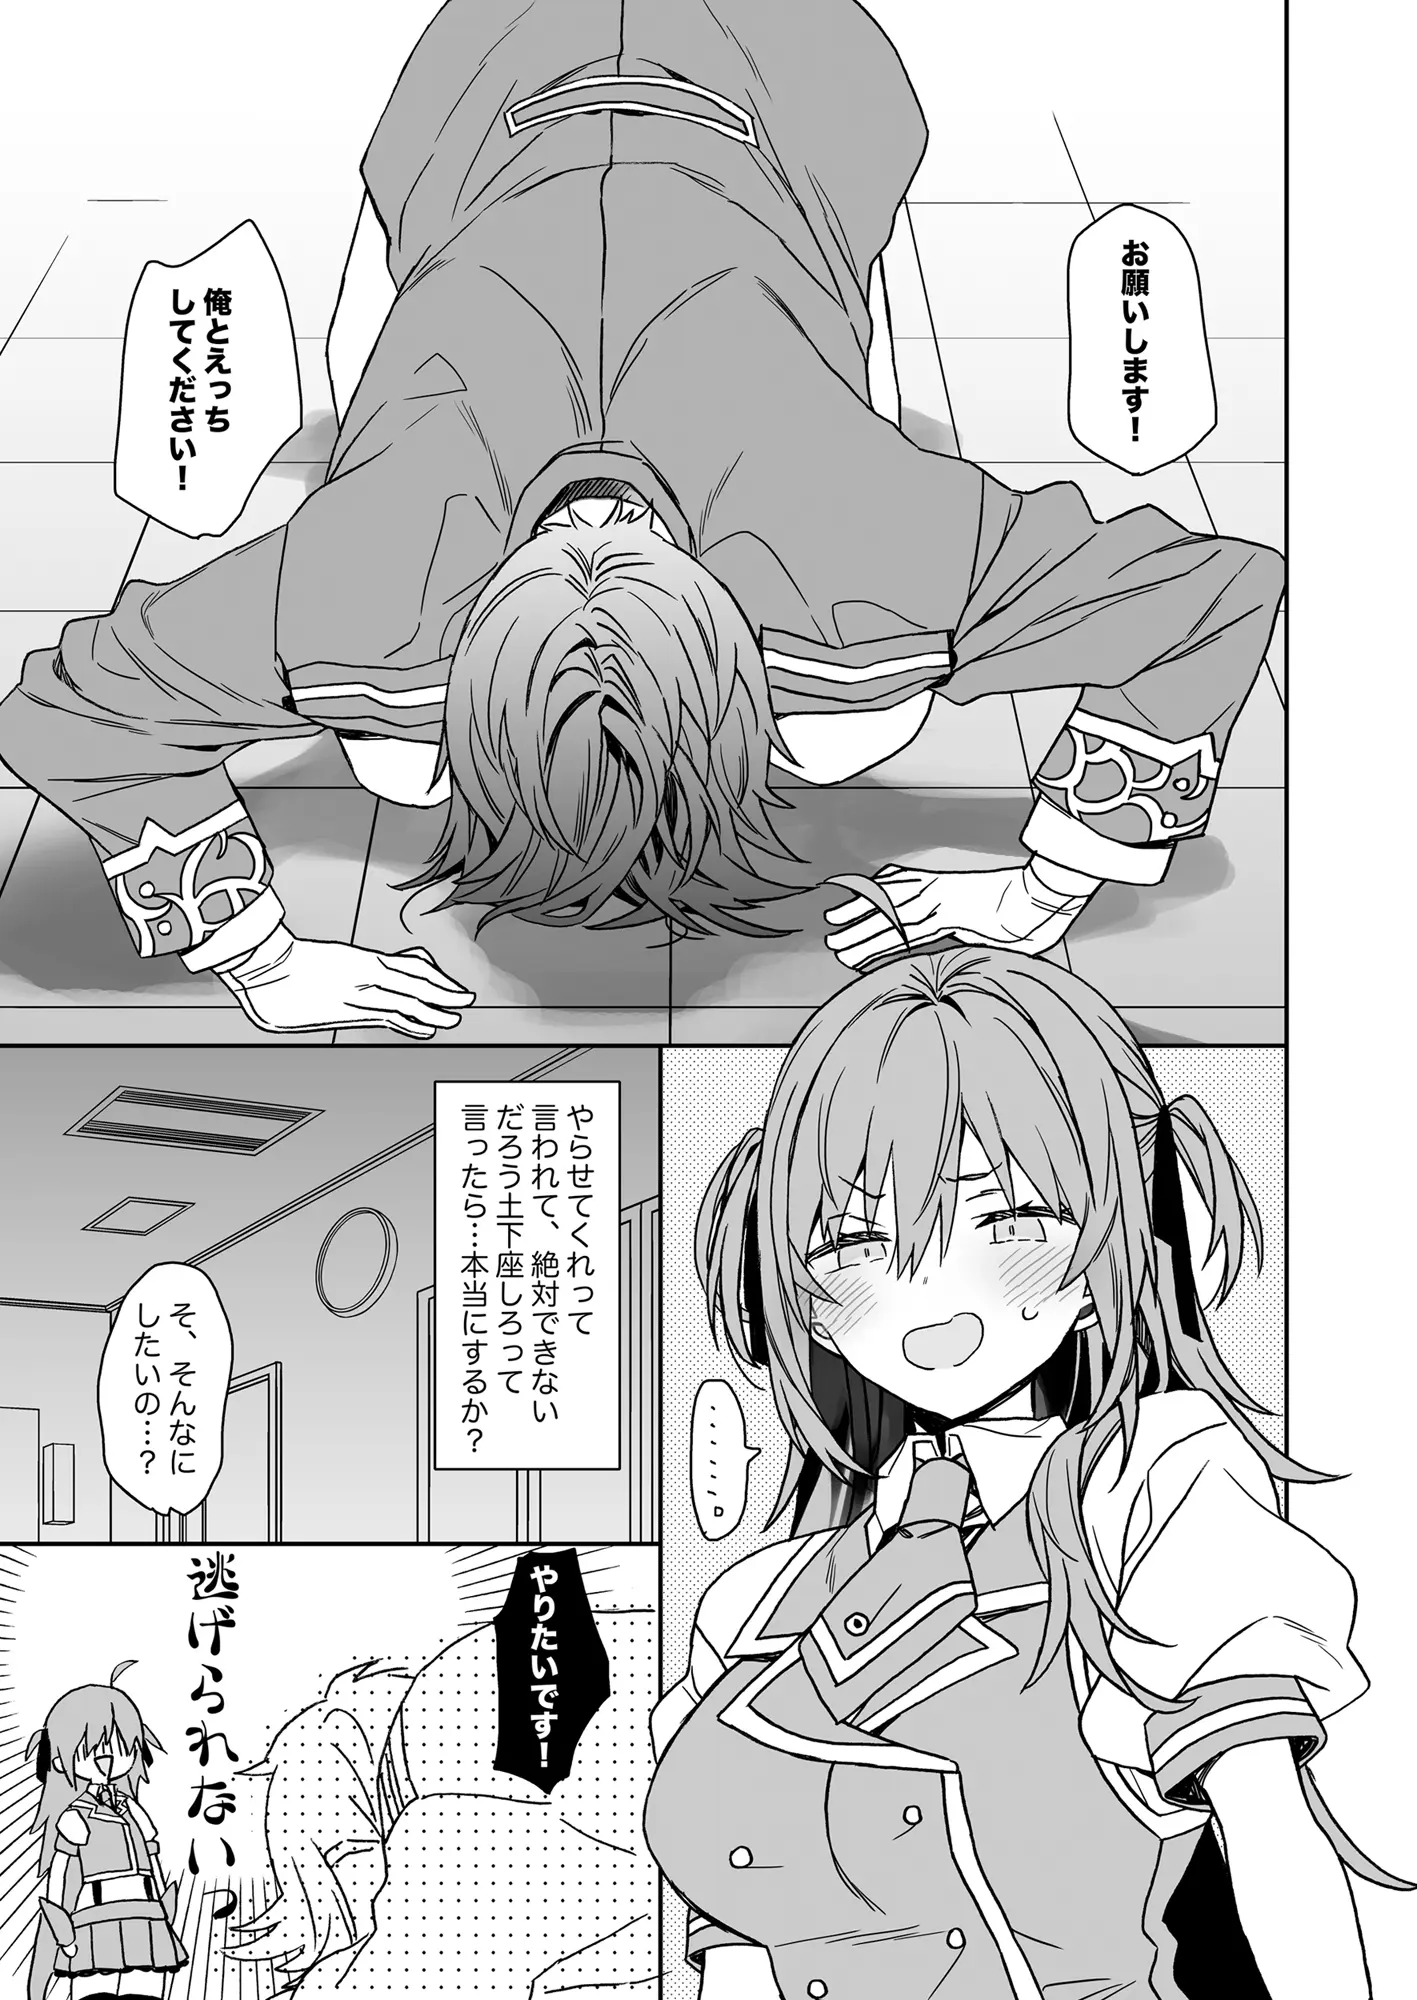 お願いします！
俺とえっち
してください！
………。
やらせてくれって
言われて、絶対できない
だろう土下座しろって
言ったら…本当にするか？
そ、そんなに
したいの…？
やりたいです！
逃げられないっ